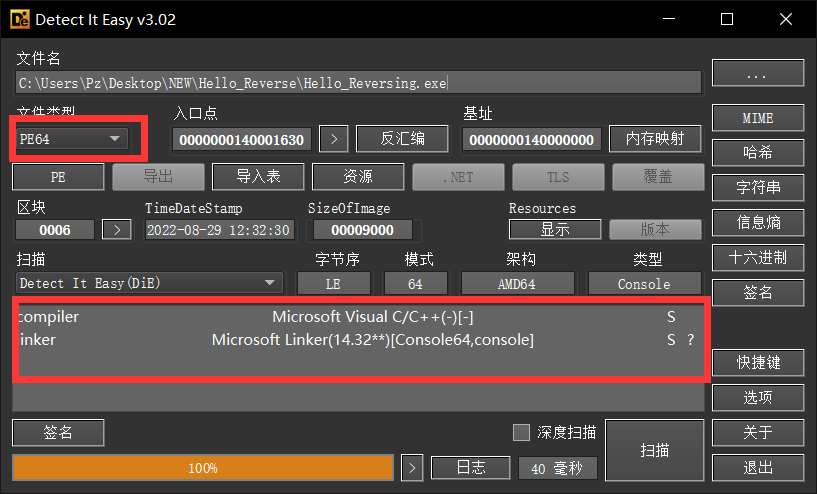 Detect It Easy v3.02
文件名
C:\Users\Pz\Desktop\NEW\Hello_Reverse\Hello_Reversing.exe
...
文件类型 入口点 基址
PE64 0000000140001630 > 反汇编 0000000140000000 内存映射
MIME
哈希
PE 导出 导入表 资源 .NET TLS 覆盖
字符串
区块 TimeDateStamp SizeOfImage Resources
0006 > 2022-08-29 12:32:30 00009000 显示 版本
信息熵
扫描 字节序 模式 架构 类型
十六进制
Detect It Easy(DiE) LE 64 AMD64 Console
签名
compiler Microsoft Visual C/C++(-)[-] S
linker Microsoft Linker(14.32**)[Console64,console] S ?
快捷键
选项
签名 深度扫描 扫描 关于
100% > 日志 40 毫秒 退出